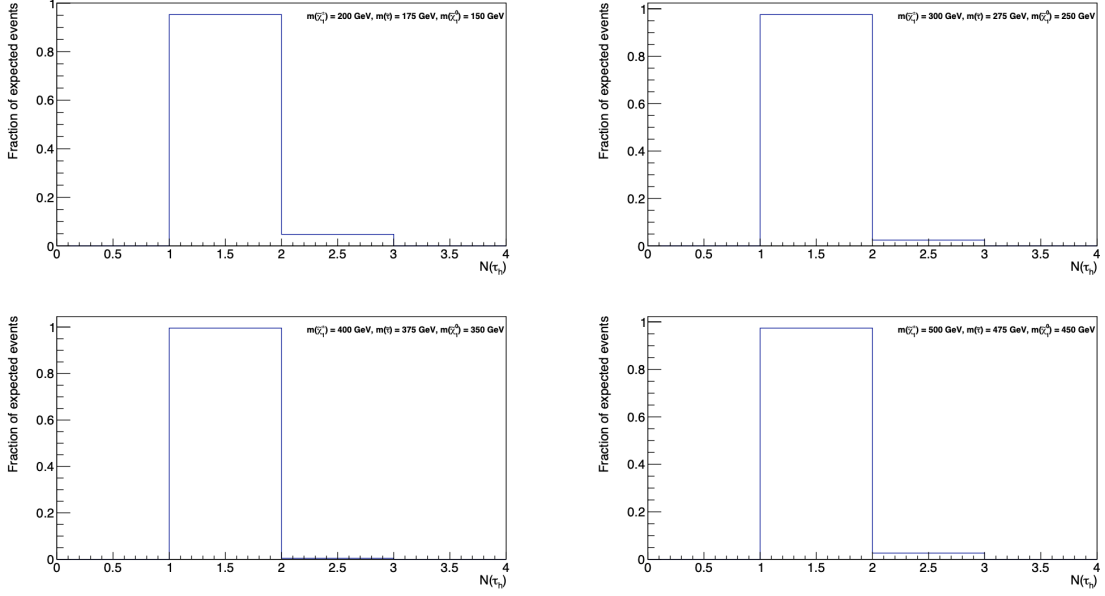 m(χ̃₁⁺) = 200 GeV, m(τ̃) = 175 GeV, m(χ̃₁⁰) = 150 GeV
Fraction of expected events
1
0.8
0.6
0.4
0.2
0
0 0.5 1 1.5 2 2.5 3 3.5 4
N(τₕ)
m(χ̃₁⁺) = 300 GeV, m(τ̃) = 275 GeV, m(χ̃₁⁰) = 250 GeV
Fraction of expected events
1
0.8
0.6
0.4
0.2
0
0 0.5 1 1.5 2 2.5 3 3.5 4
N(τₕ)
m(χ̃₁⁺) = 400 GeV, m(τ̃) = 375 GeV, m(χ̃₁⁰) = 350 GeV
Fraction of expected events
1
0.8
0.6
0.4
0.2
0
0 0.5 1 1.5 2 2.5 3 3.5 4
N(τₕ)
m(χ̃₁⁺) = 500 GeV, m(τ̃) = 475 GeV, m(χ̃₁⁰) = 450 GeV
Fraction of expected events
1
0.8
0.6
0.4
0.2
0
0 0.5 1 1.5 2 2.5 3 3.5 4
N(τₕ)